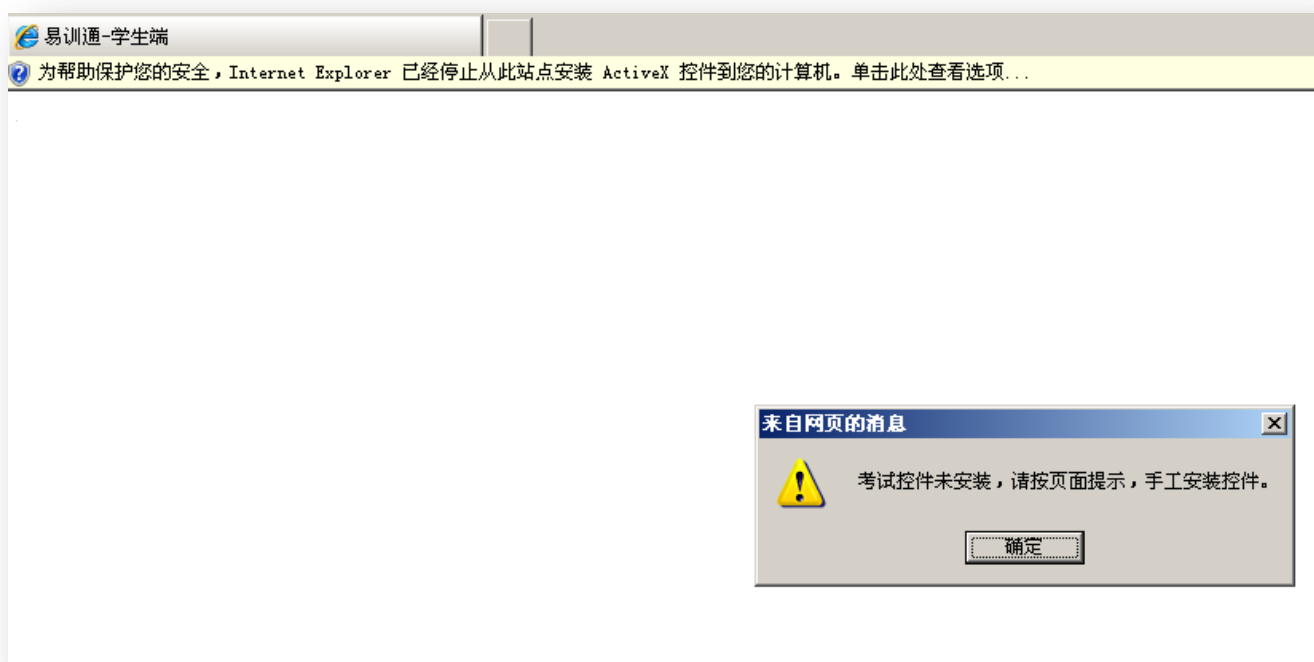 易训通-学生端
为帮助保护您的安全，Internet Explorer 已经停止从此站点安装 ActiveX 控件到您的计算机。单击此处查看选项...
来自网页的消息
考试控件未安装，请按页面提示，手工安装控件。
确定